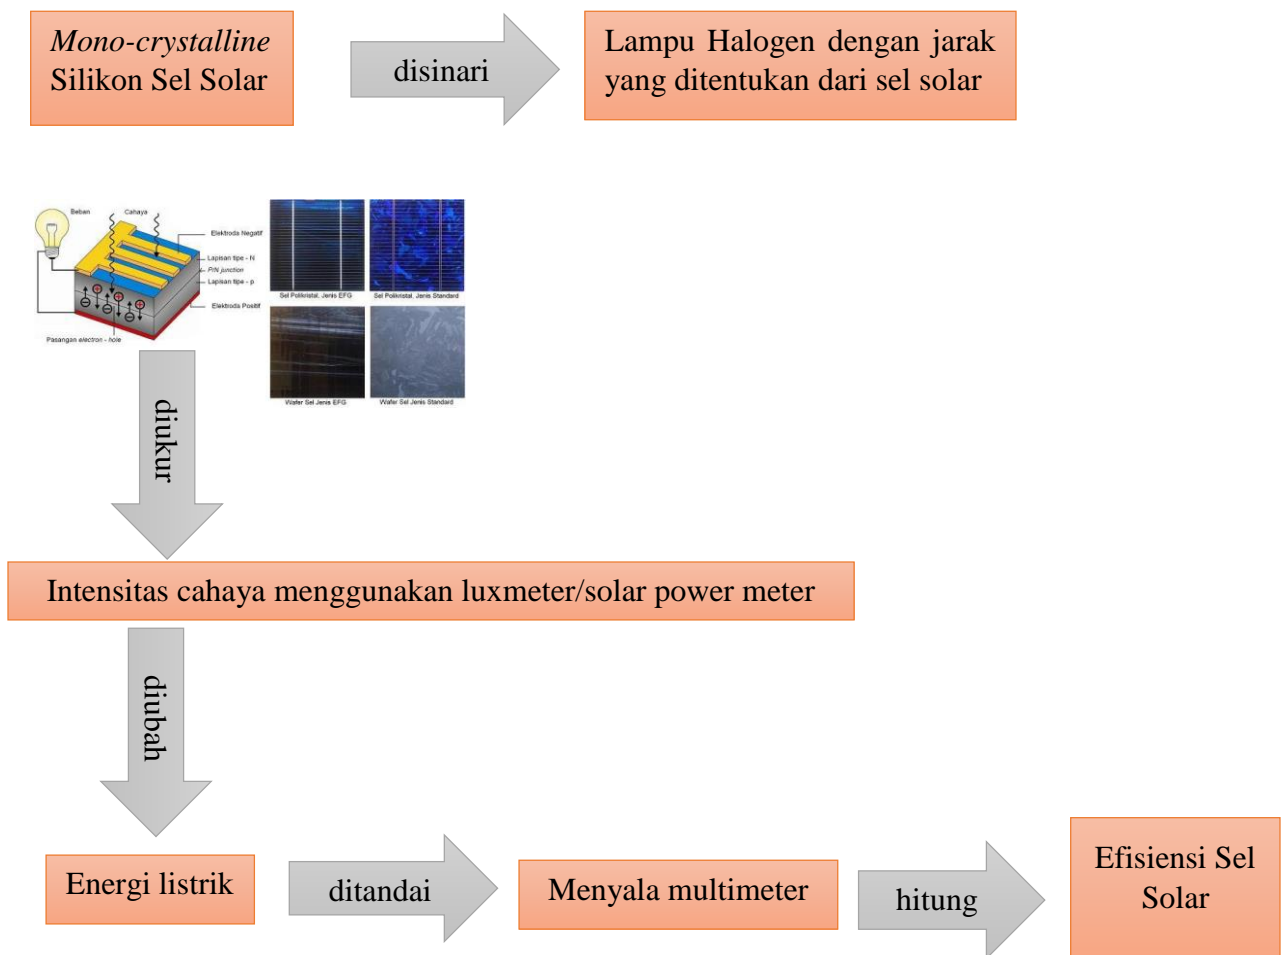 Mono-crystalline
Silikon Sel Solar
disinari
Lampu Halogen dengan jarak
yang ditentukan dari sel solar
Beban
Cahaya
Elektroda Negatif
Lapisan tipe - N
P/N junction
Lapisan tipe - p
Elektroda Positif
Pasangan electron - hole
Sel Polikristal, Jenis EFG
Sel Polikristal, Jenis Standard
Wafer Sel Jenis EFG
Wafer Sel Jenis Standard
diukur
Intensitas cahaya menggunakan luxmeter/solar power meter
diubah
Energi listrik
ditandai
Menyala multimeter
hitung
Efisiensi Sel
Solar